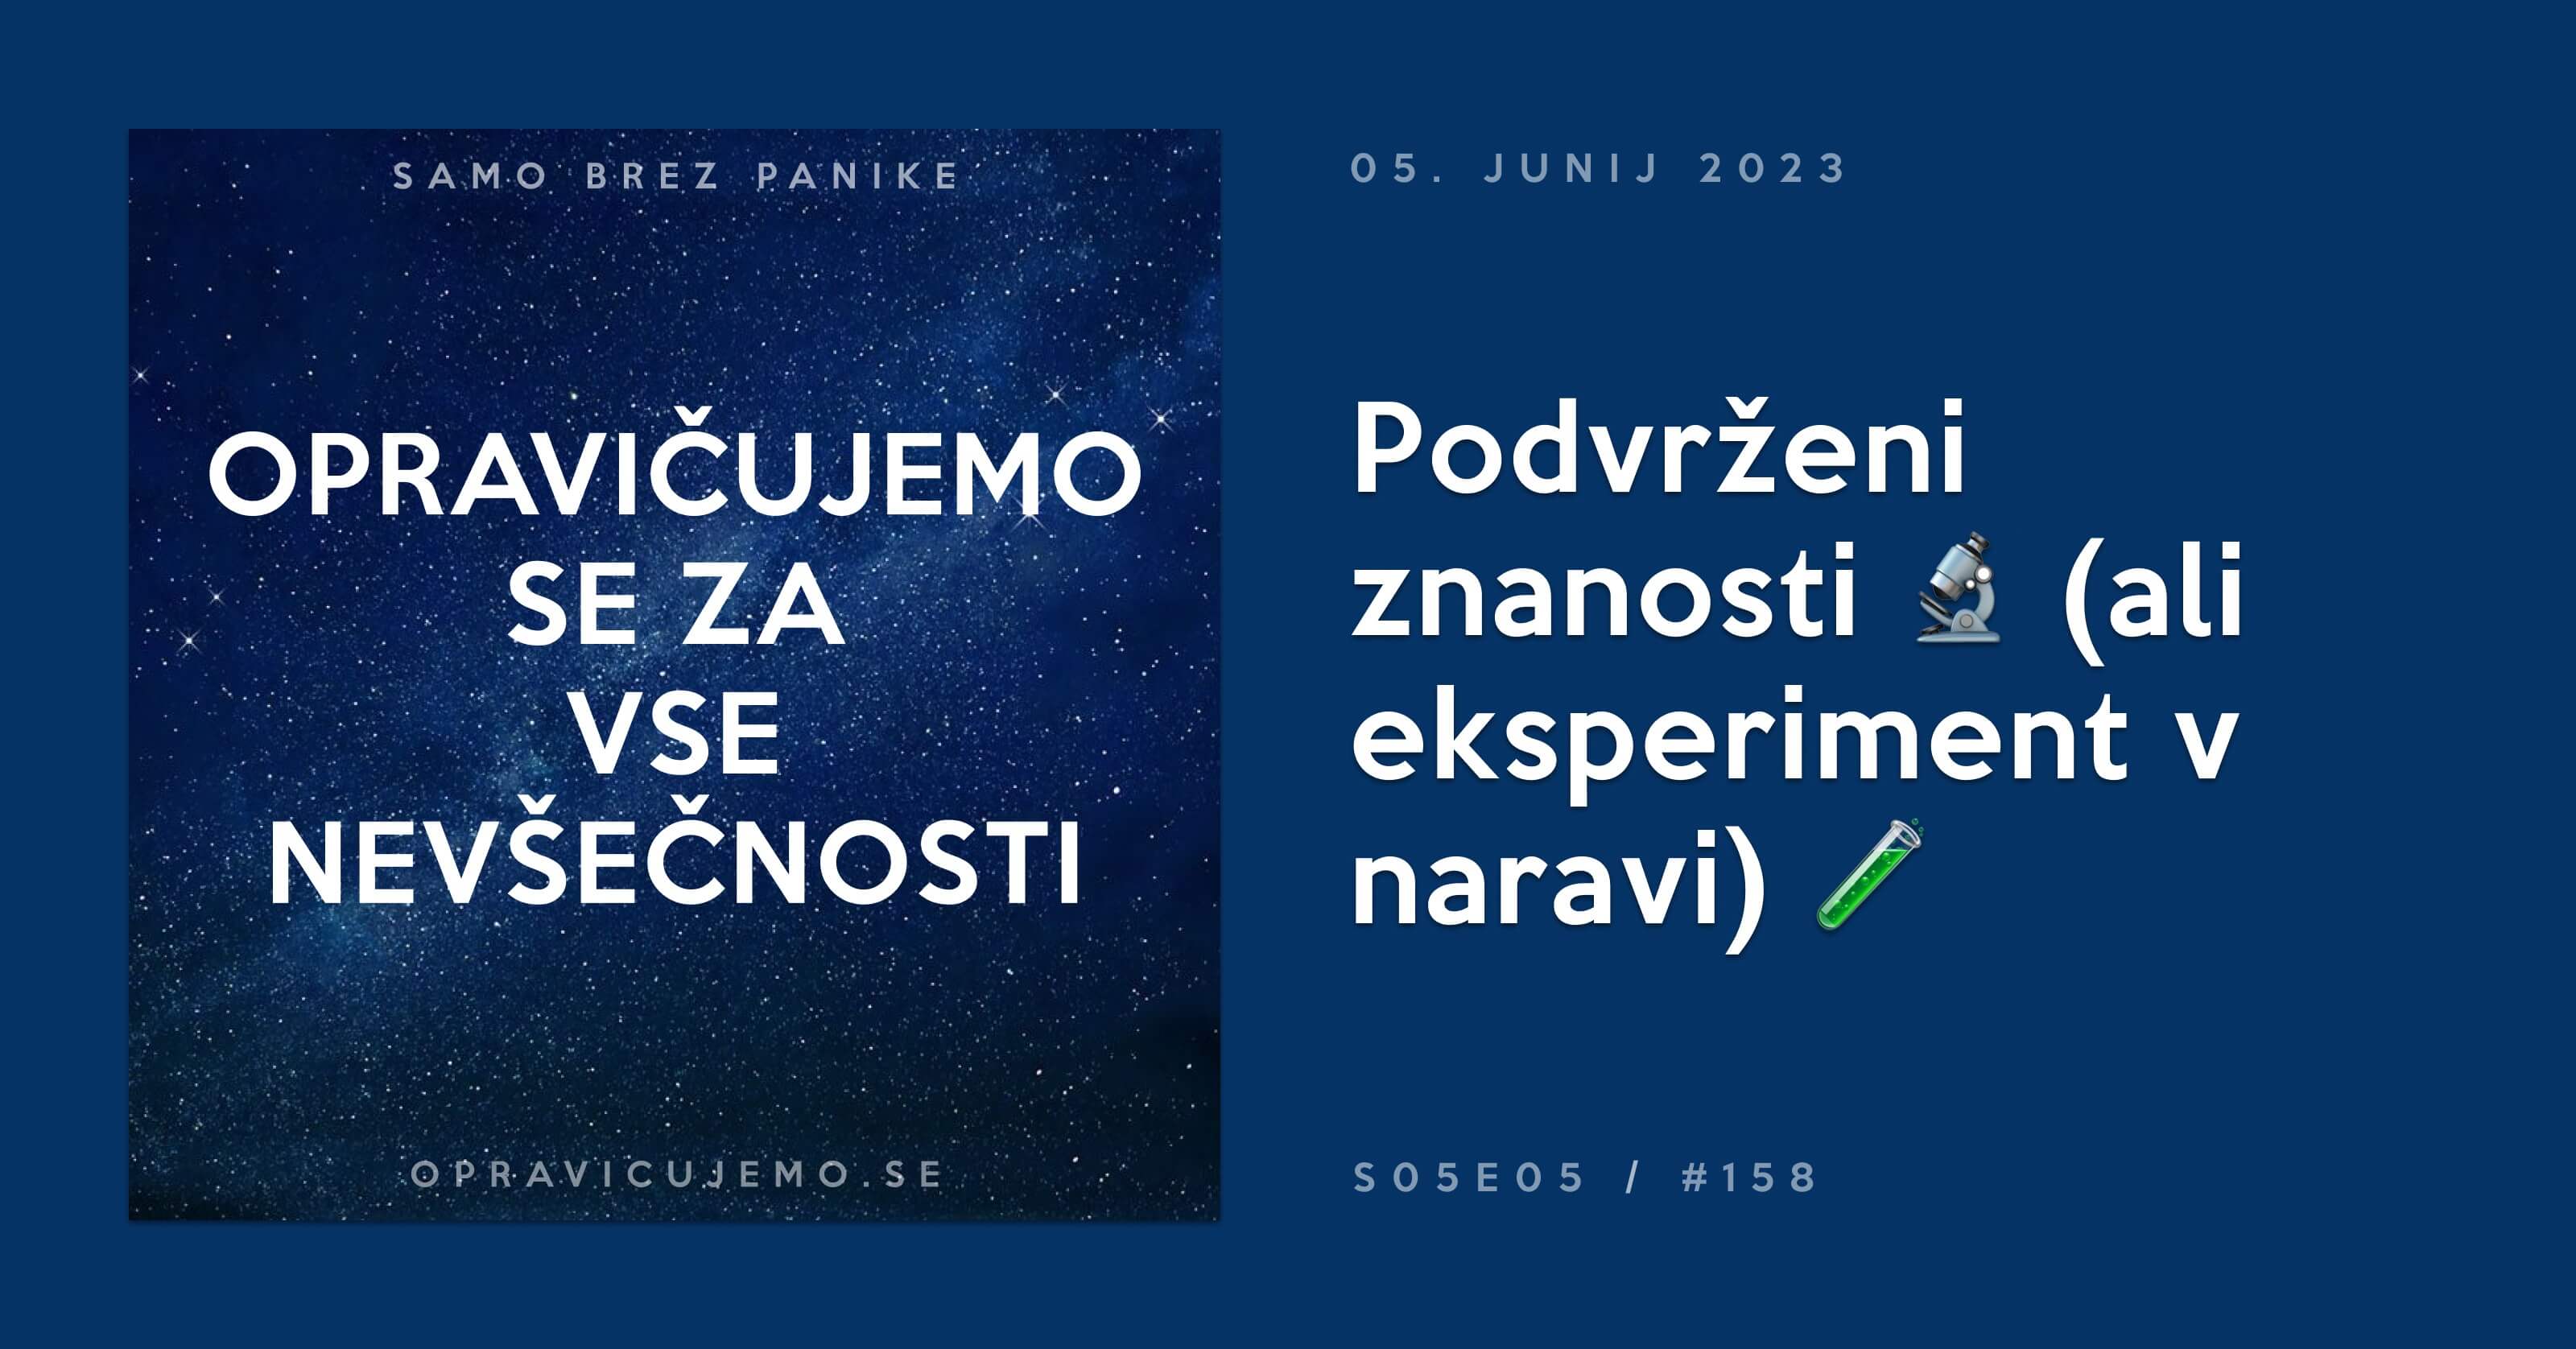 SAMO BREZ PANIKE
OPRAVIČUJEMO
SE ZA
VSE
NEVŠEČNOSTI
OPRAVICUJEMO.SE
05. JUNIJ 2023
Podvrženi
znanosti 🔬 (ali
eksperiment v
naravi) 🧪
S05E05 / #158